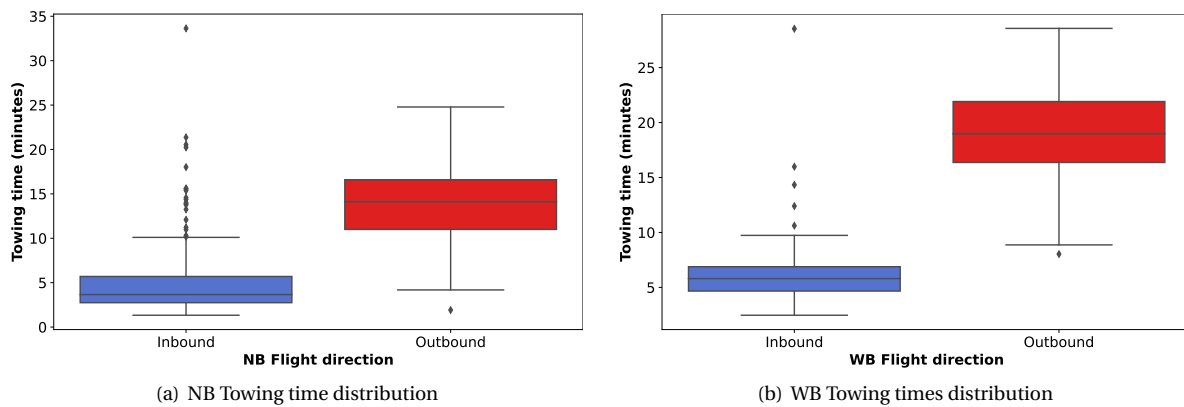 35
30
25
20
15
10
5
0
Towing time (minutes)
Inbound Outbound
NB Flight direction
(a) NB Towing time distribution
25
20
15
10
5
Towing time (minutes)
Inbound Outbound
WB Flight direction
(b) WB Towing times distribution